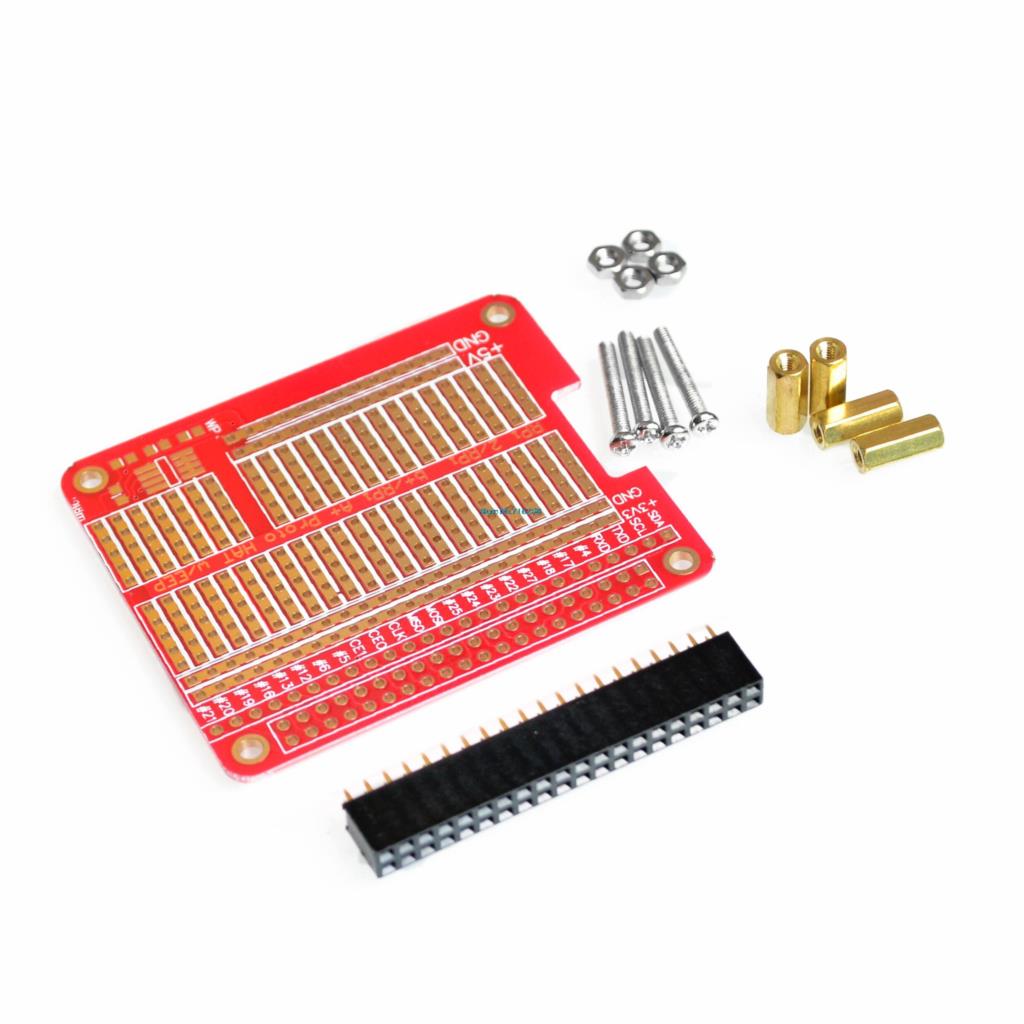 GND
+5V
WP
RPi 2/RPi B+/RPi A+ Proto HAT W/EEP
GND
+3V3
SDA
SCL
TXD
RXD
#4
#17
#18
#27
#22
#23
#24
#25
MOSI
MISO
CLK
CE0
CE1
#5
#6
#12
#13
#16
#19
#20
#21